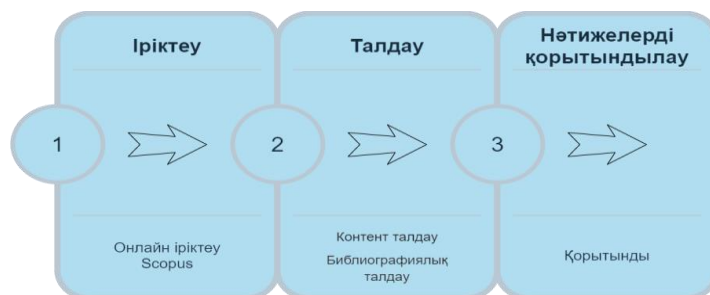 Іріктеу
Талдау
Нәтижелерді
қорытындылау
1
2
3
Онлайн іріктеу
Scopus
Контент талдау
Библиографиялық
талдау
Қорытынды